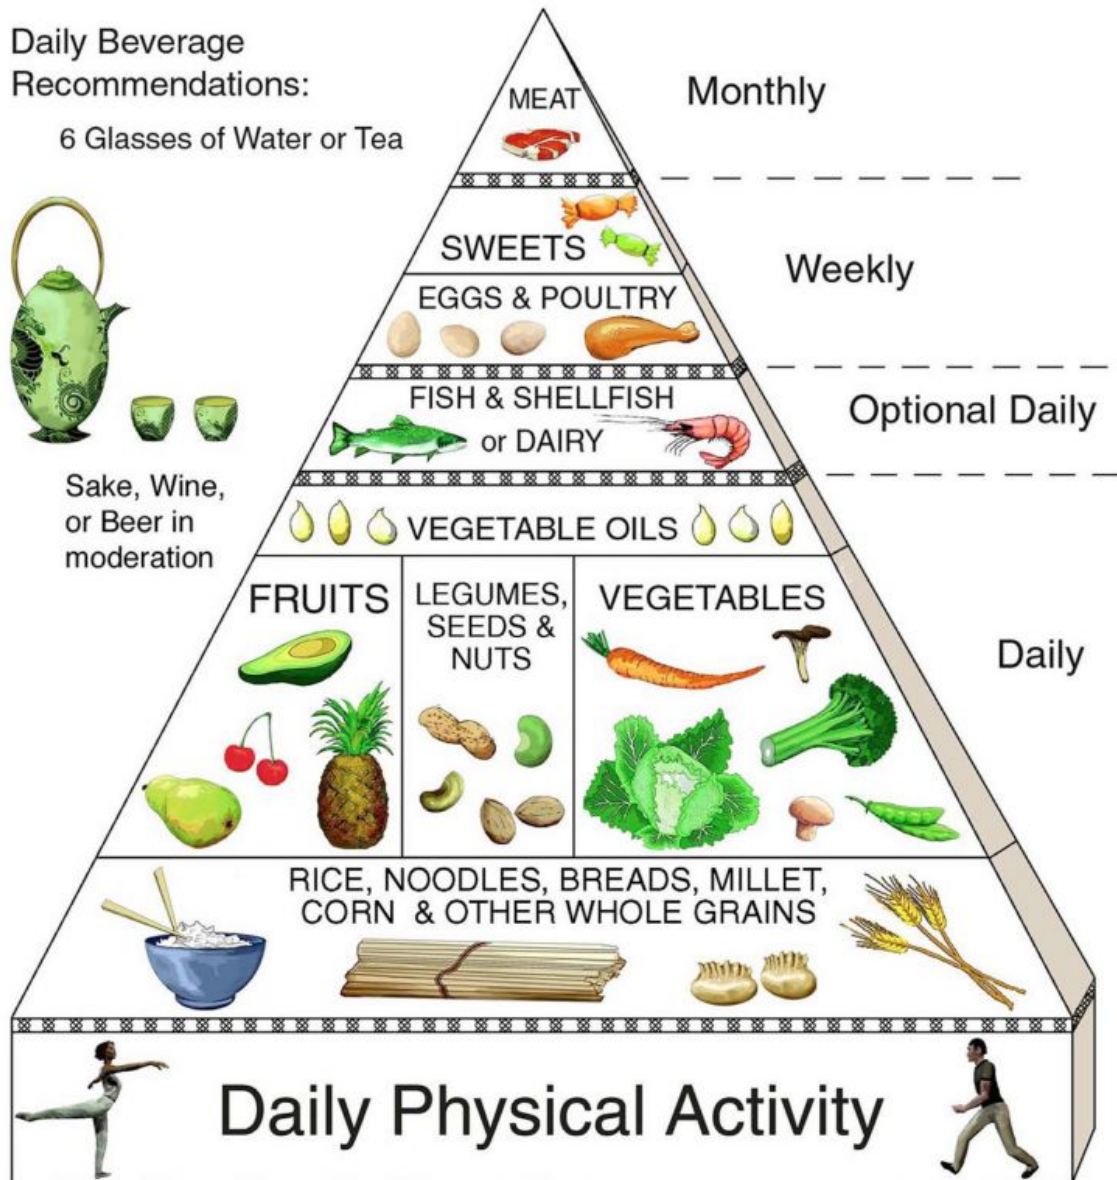 Daily Beverage
Recommendations:
6 Glasses of Water or Tea
Sake, Wine,
or Beer in
moderation
MEAT
Monthly
SWEETS
Weekly
EGGS & POULTRY
FISH & SHELLFISH
or DAIRY
Optional Daily
VEGETABLE OILS
FRUITS
LEGUMES,
SEEDS &
NUTS
VEGETABLES
Daily
RICE, NOODLES, BREADS, MILLET,
CORN & OTHER WHOLE GRAINS
Daily Physical Activity